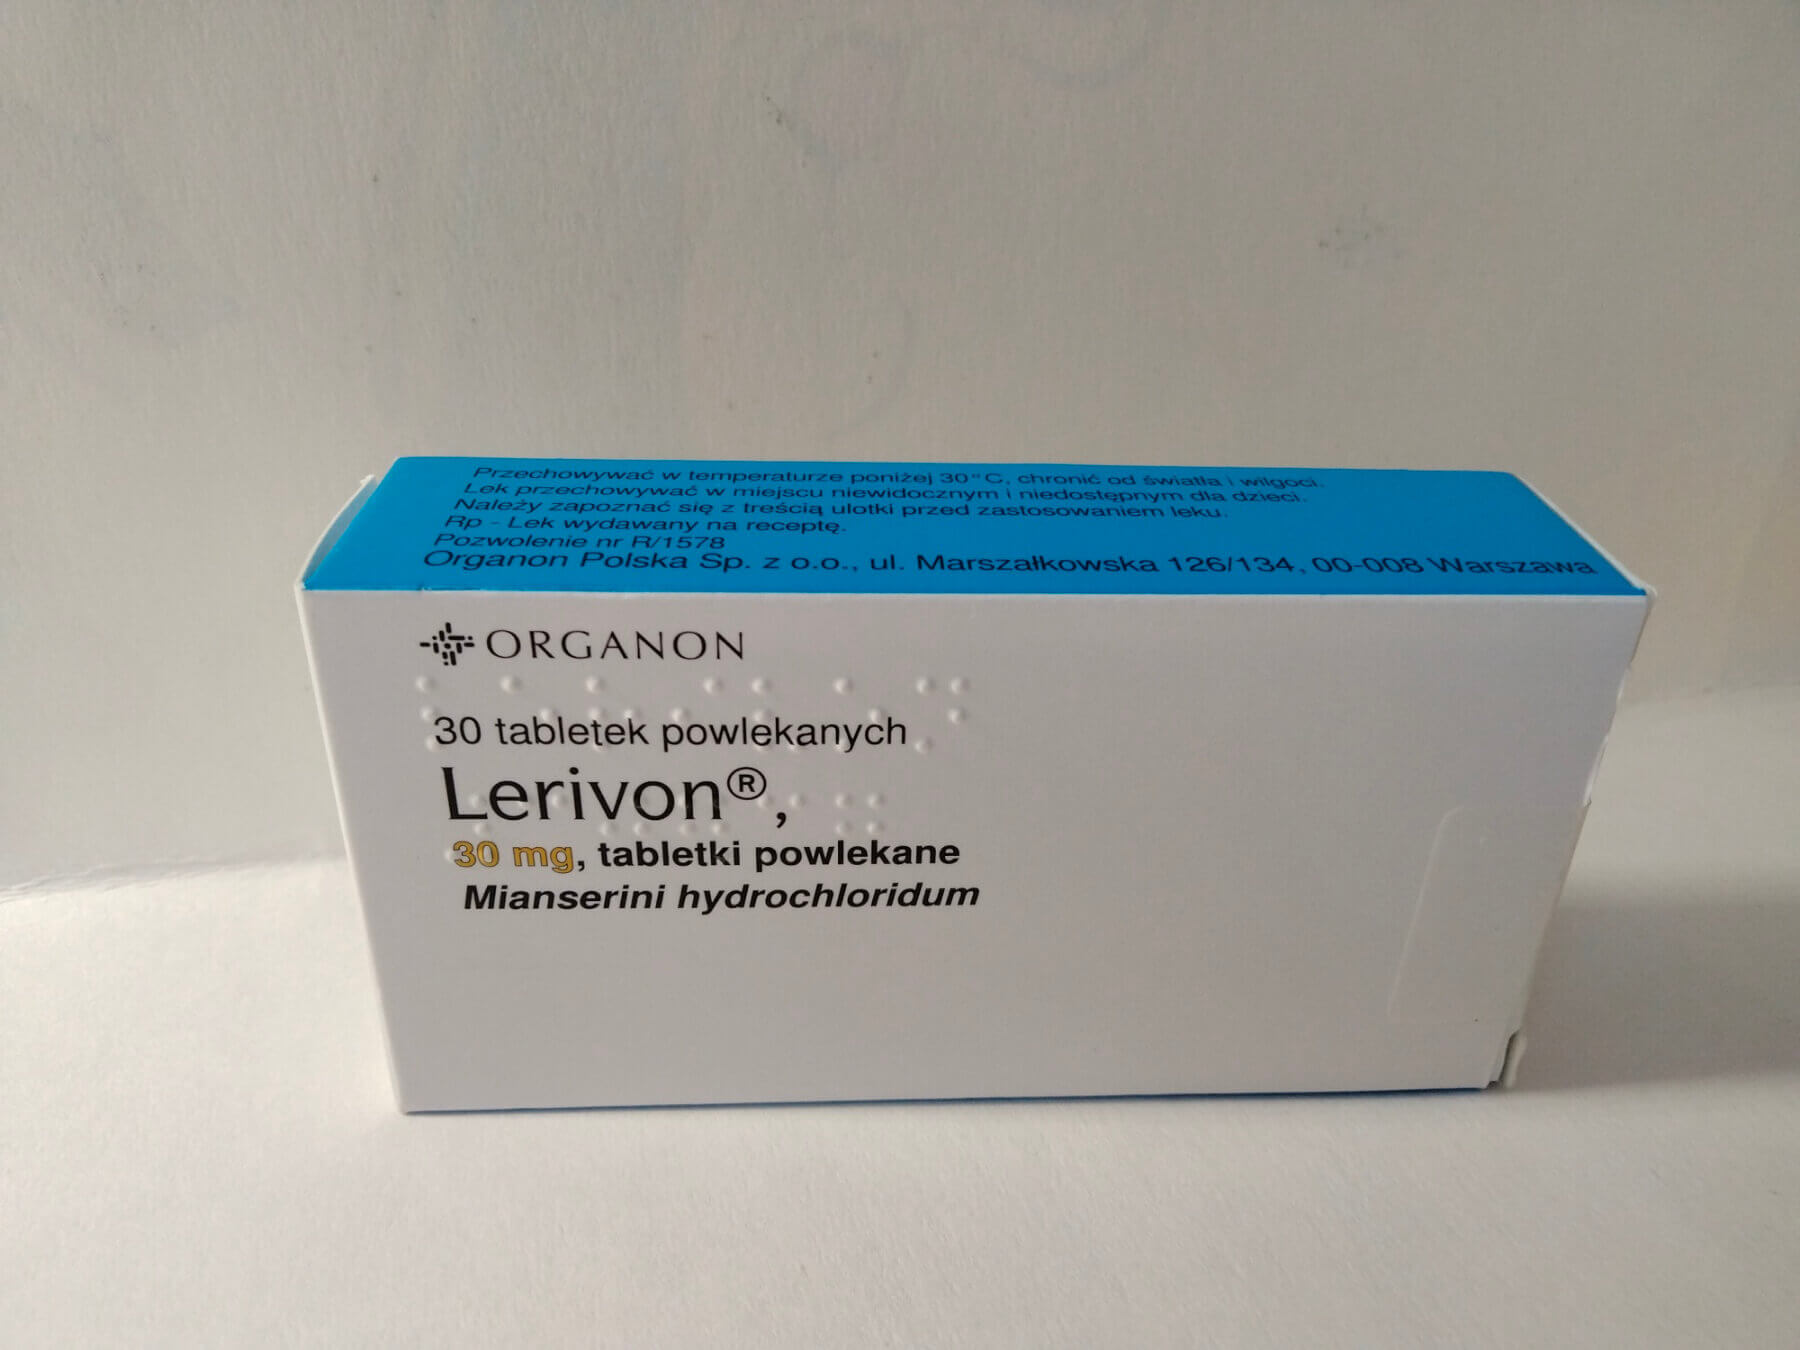 Przechowywać w temperaturze poniżej 30°C, chronić od światła i wilgoci.
Lek przechowywać w miejscu niewidocznym i niedostępnym dla dzieci.
Należy zapoznać się z treścią ulotki przed zastosowaniem leku.
Rp - Lek wydawany na receptę.
Pozwolenie nr R/1578
Organon Polska Sp. z o.o., ul. Marszałkowska 126/134, 00-008 Warszawa
ORGANON
30 tabletek powlekanych
Lerivon®,
30 mg, tabletki powlekane
Mianserini hydrochloridum